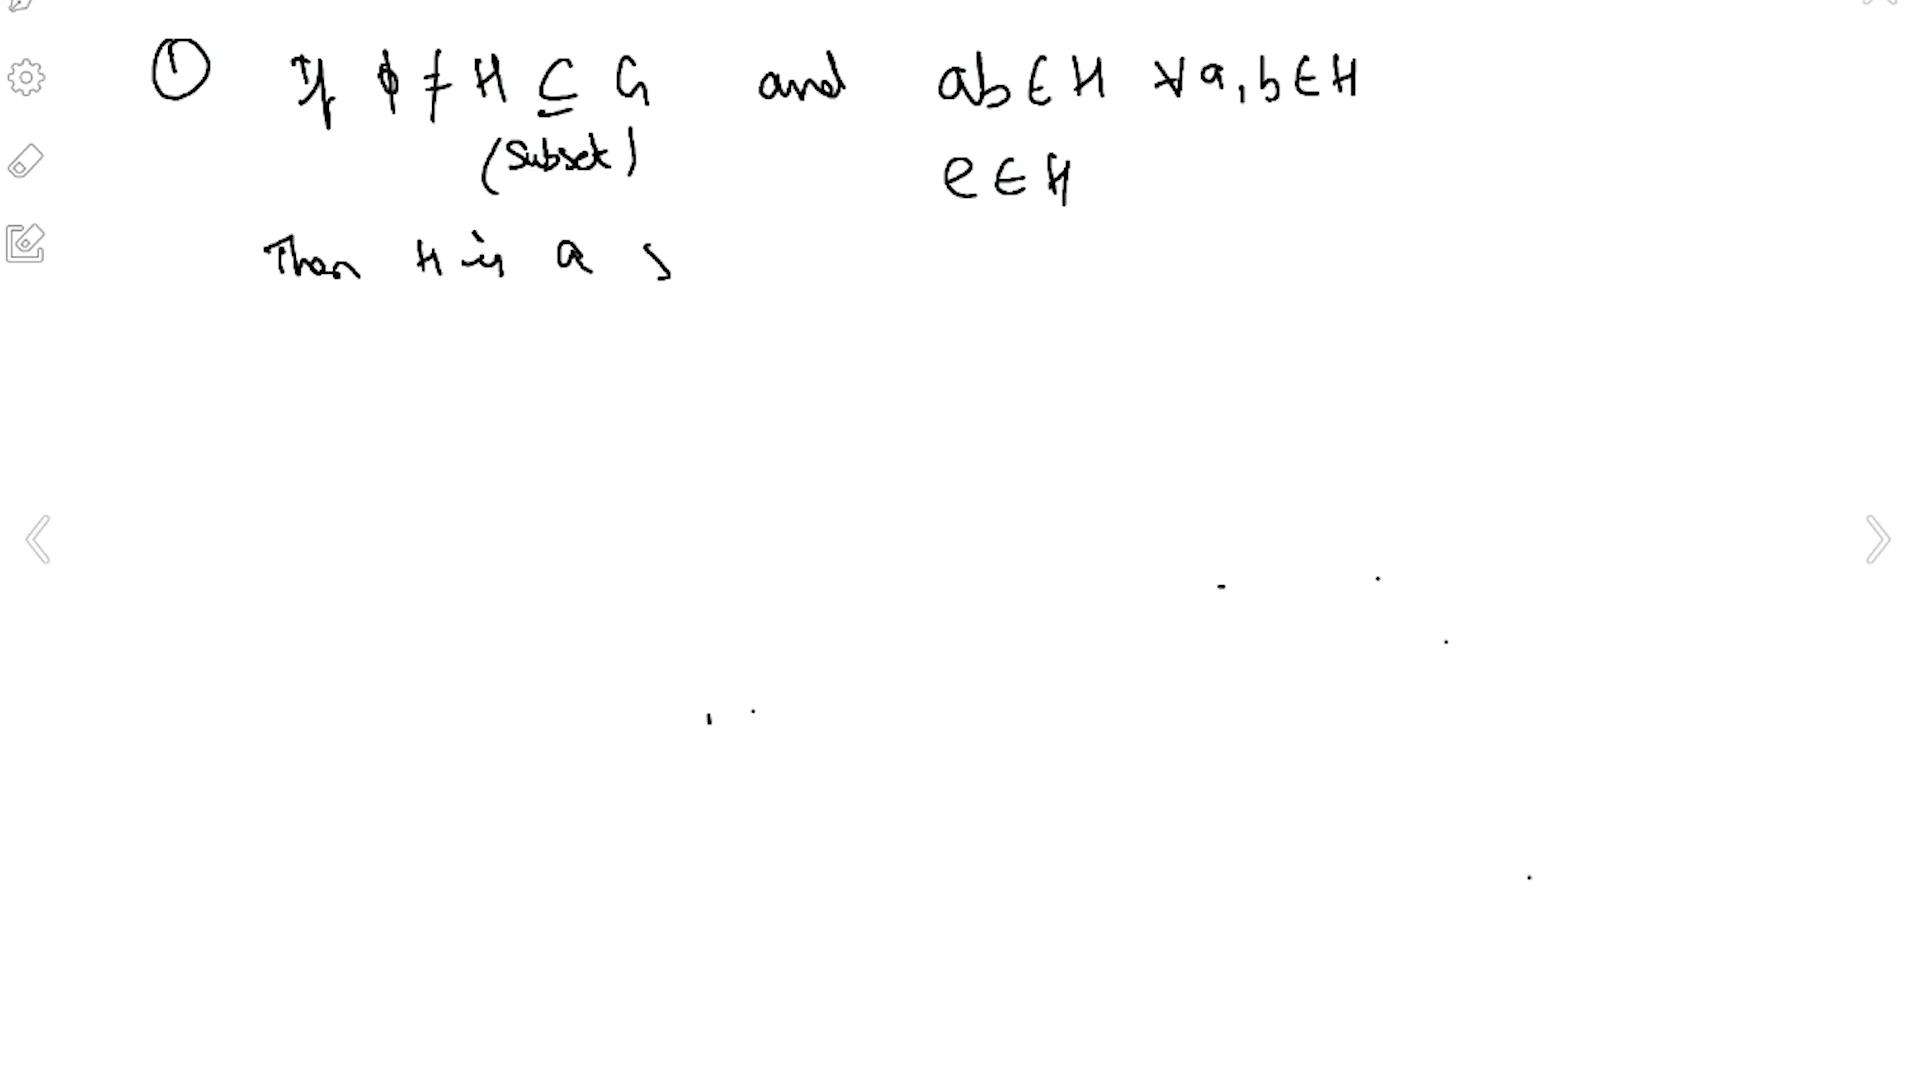 ① If ϕ ≠ H ⊆ G and ab ∈ H ∀ a, b ∈ H
(Subset) e ∈ H
Then H is a s